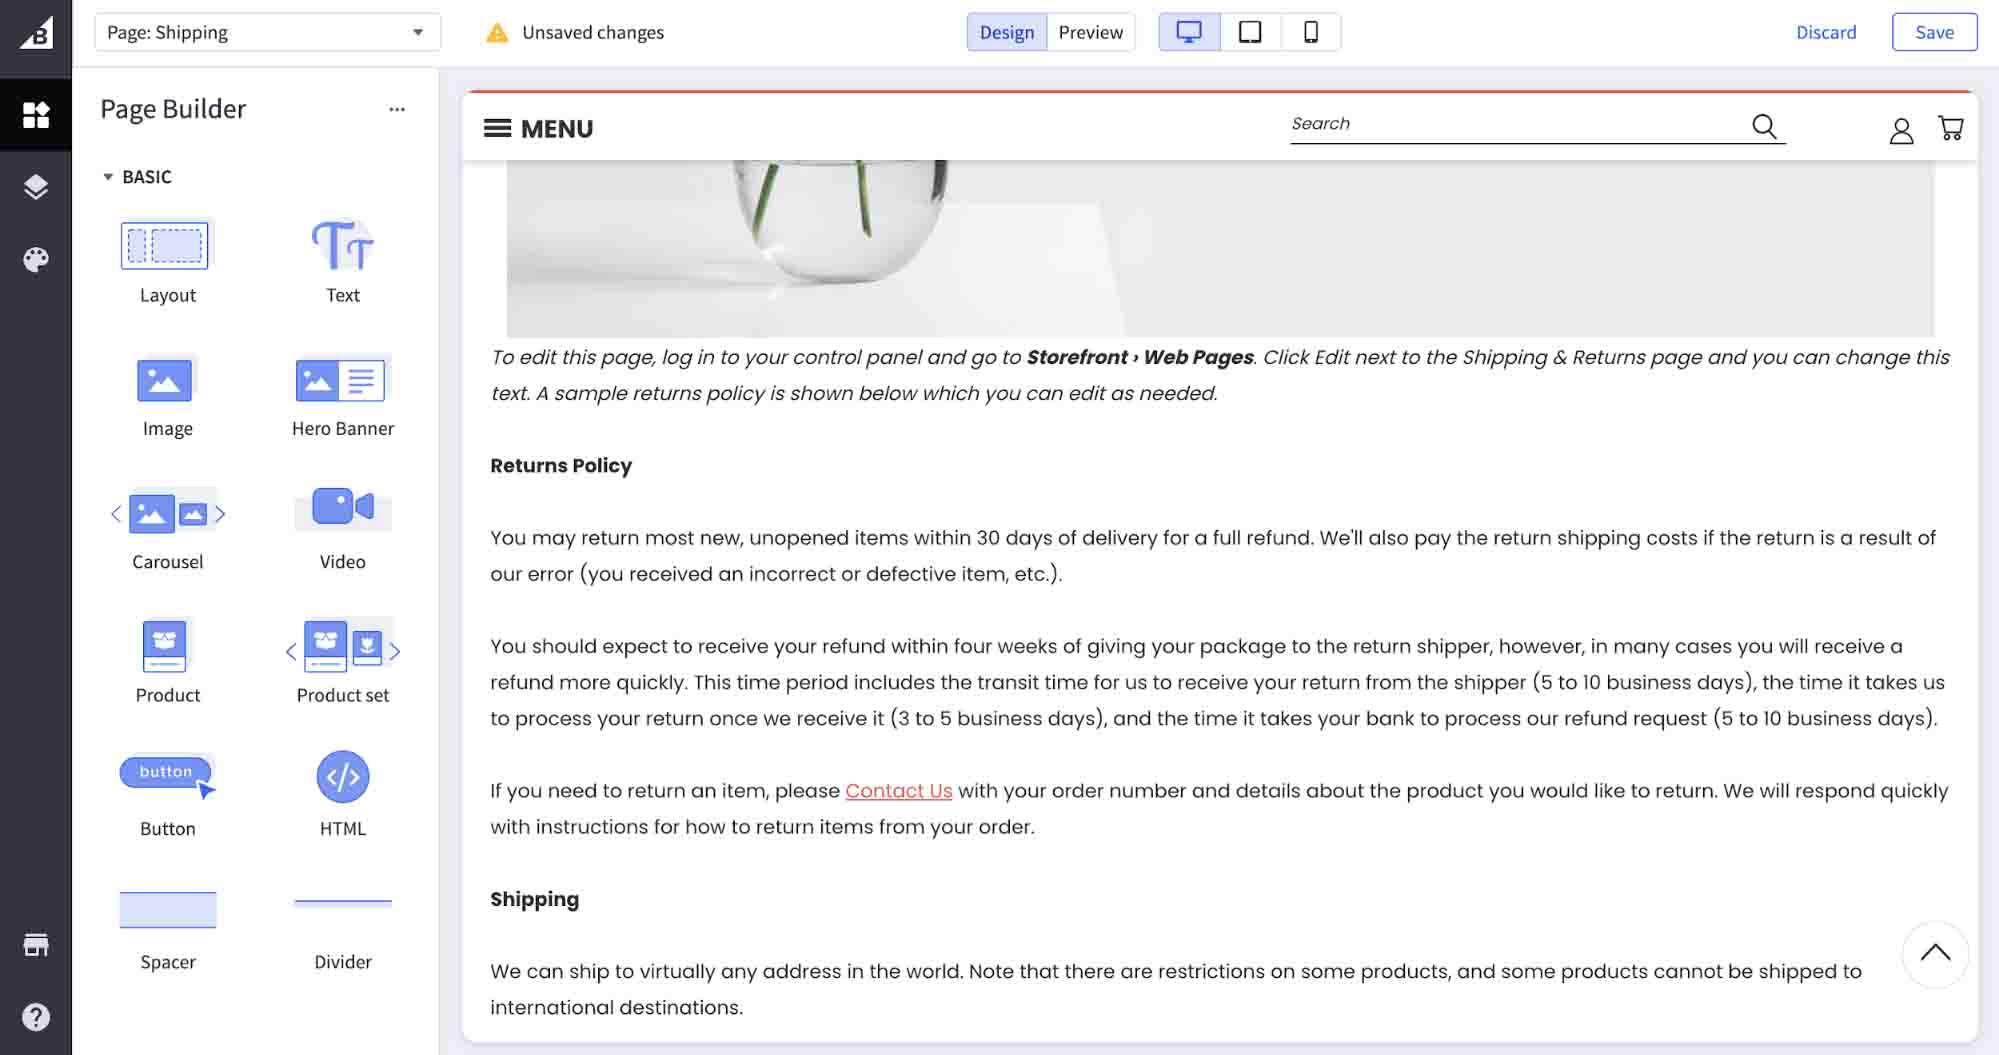 Page: Shipping
Unsaved changes
Design
Preview
Discard
Save
B
Page Builder
BASIC
Layout
Text
Image
Hero Banner
Carousel
Video
Product
Product set
button
Button
HTML
Spacer
Divider
MENU
Search
To edit this page, log in to your control panel and go to Storefront › Web Pages. Click Edit next to the Shipping & Returns page and you can change this
text. A sample returns policy is shown below which you can edit as needed.
Returns Policy
You may return most new, unopened items within 30 days of delivery for a full refund. We'll also pay the return shipping costs if the return is a result of
our error (you received an incorrect or defective item, etc.).
You should expect to receive your refund within four weeks of giving your package to the return shipper, however, in many cases you will receive a
refund more quickly. This time period includes the transit time for us to receive your return from the shipper (5 to 10 business days), the time it takes us
to process your return once we receive it (3 to 5 business days), and the time it takes your bank to process our refund request (5 to 10 business days).
If you need to return an item, please Contact Us with your order number and details about the product you would like to return. We will respond quickly
with instructions for how to return items from your order.
Shipping
We can ship to virtually any address in the world. Note that there are restrictions on some products, and some products cannot be shipped to
international destinations.